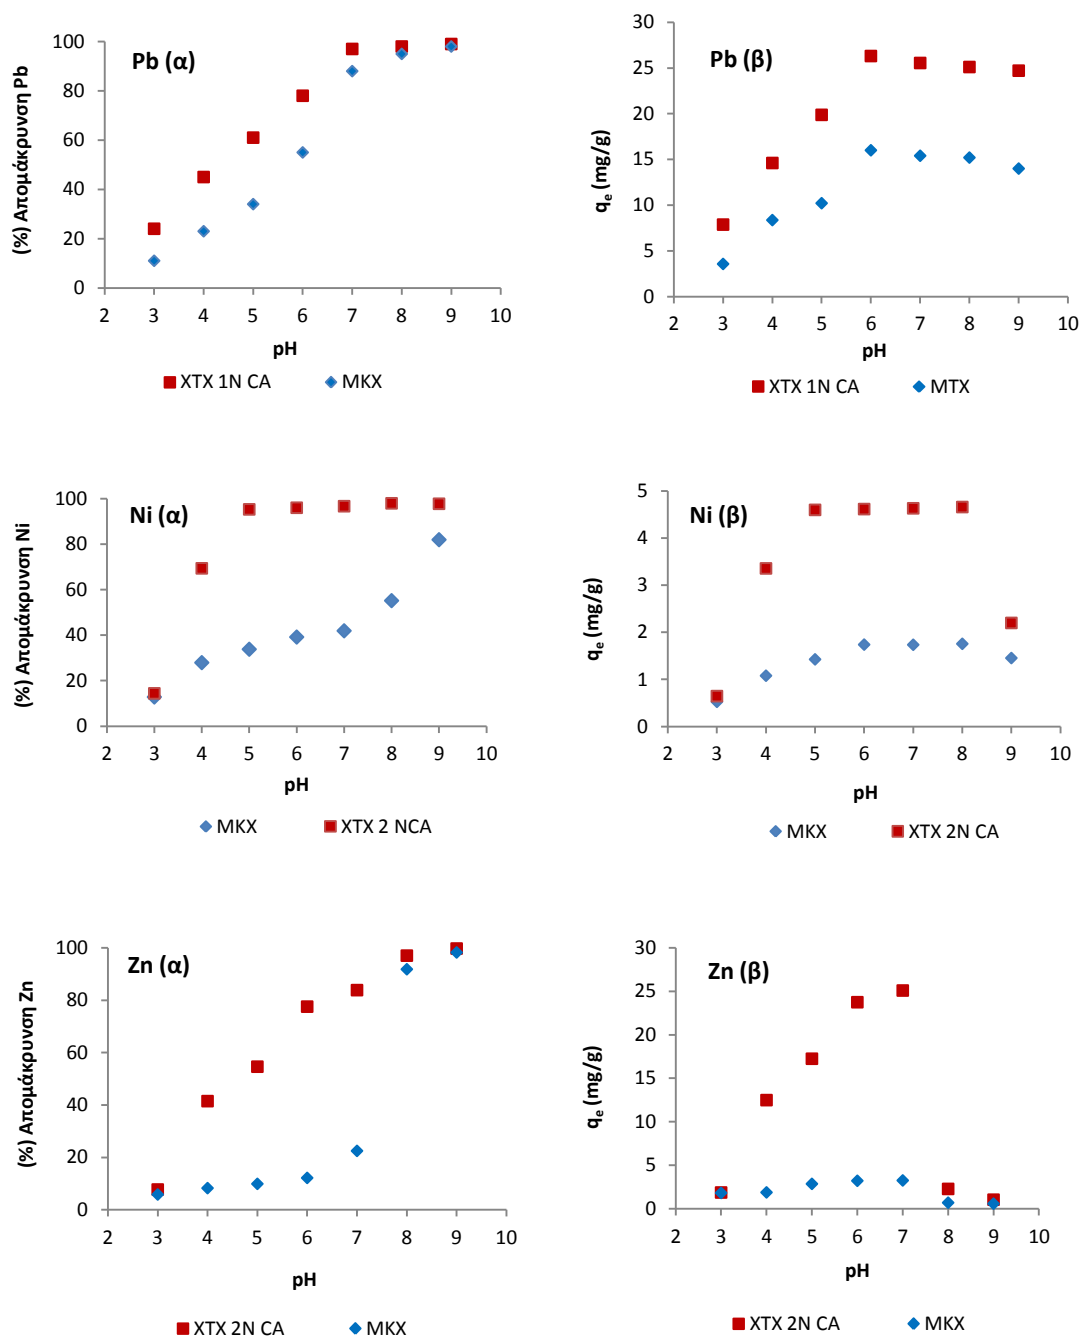 Pb (α)
(%) Απομάκρυνση Pb
100
80
60
40
20
0
2 3 4 5 6 7 8 9 10
pH
XTX 1N CA MKX
Pb (β)
qe (mg/g)
30
25
20
15
10
5
0
2 3 4 5 6 7 8 9 10
pH
XTX 1N CA MTX
Ni (α)
(%) Απομάκρυνση Ni
100
80
60
40
20
0
2 3 4 5 6 7 8 9 10
pH
MKX XTX 2 NCA
Ni (β)
qe (mg/g)
5
4
3
2
1
0
2 3 4 5 6 7 8 9 10
pH
MKX XTX 2N CA
Zn (α)
(%) Απομάκρυνση Zn
100
80
60
40
20
0
2 3 4 5 6 7 8 9 10
pH
XTX 2N CA MKX
Zn (β)
qe (mg/g)
30
25
20
15
10
5
0
2 3 4 5 6 7 8 9 10
pH
XTX 2N CA MKX